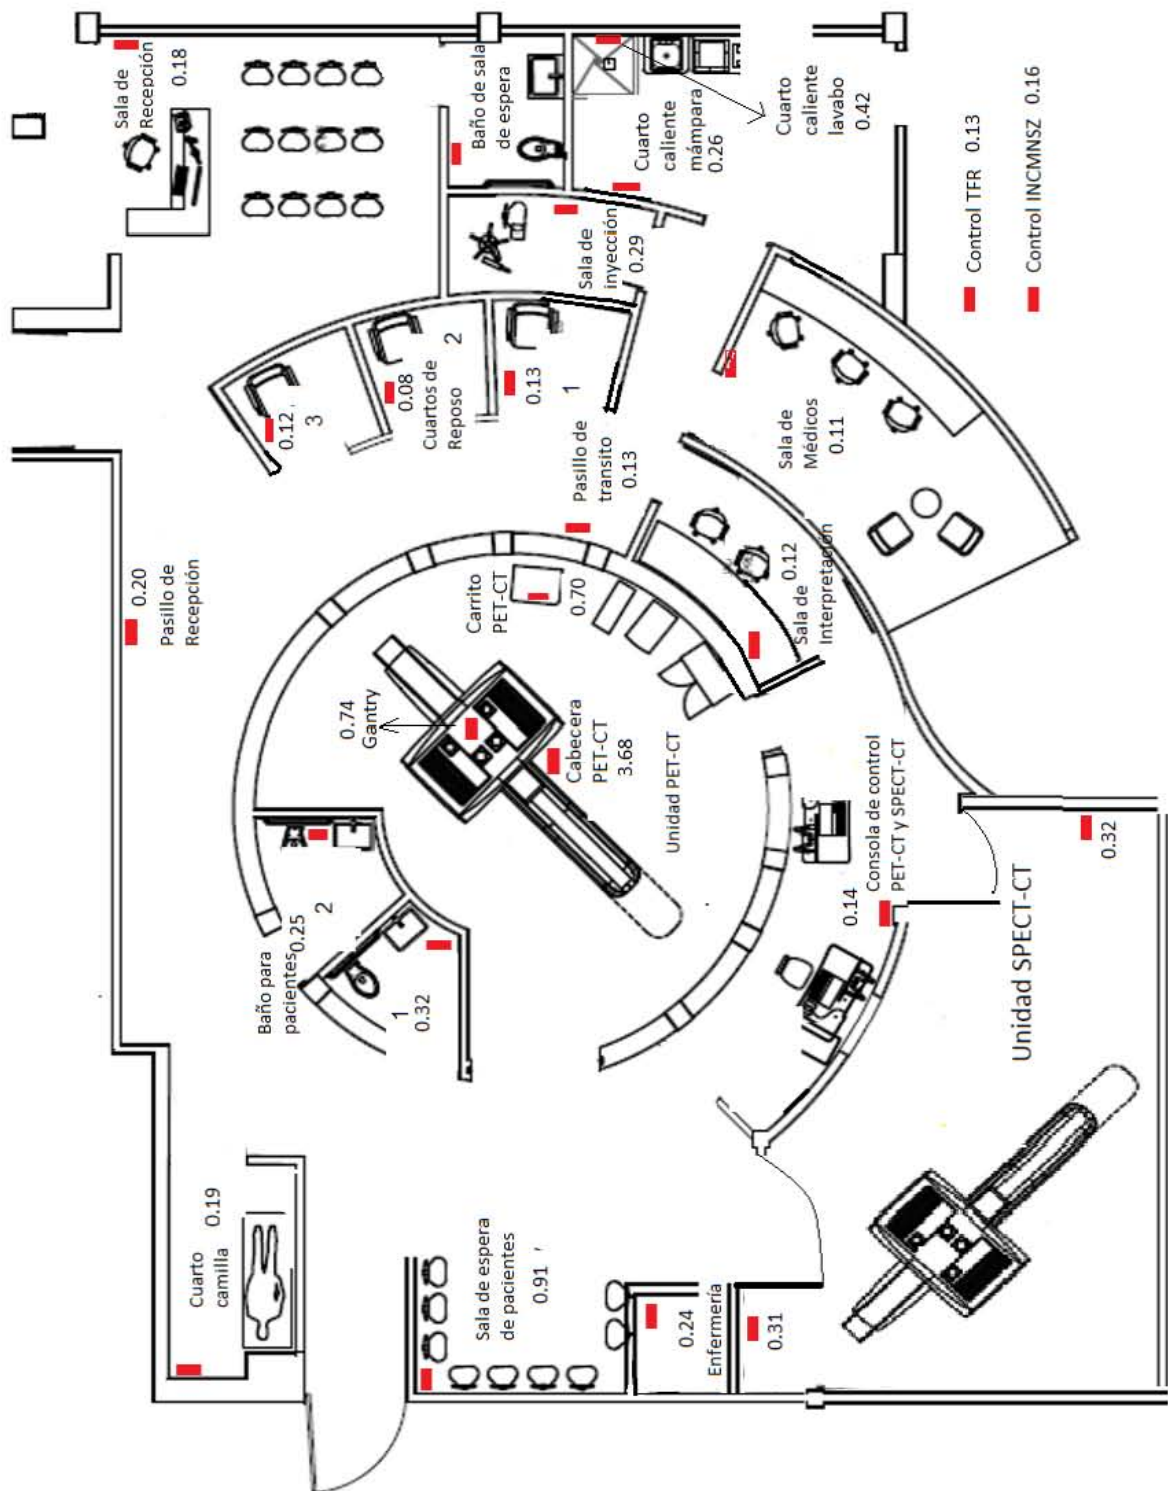 Sala de
Recepción
0.18
Baño de sala
de espera
Cuarto
caliente
mámpara
0.26
Cuarto
caliente
lavabo
0.42
Control TFR 0.13
Control INCMNSZ 0.16
Sala de
inyección
0.29
0.12
3
0.08
2
Cuartos de
Reposo
0.13
1
Pasillo de
transito
0.13
Sala de
Médicos
0.11
0.12
Sala de
Interpretación
0.20
Pasillo de
Recepción
Carrito
PET-CT
0.70
0.74
Gantry
Cabecera
PET-CT
3.68
Unidad PET-CT
Baño para
pacientes
0.25
2
1
0.32
0.14
Consola de control
PET-CT y SPECT-CT
0.32
Unidad SPECT-CT
Cuarto
camilla
0.19
Sala de espera
de pacientes
0.91
0.24
Enfermería
0.31